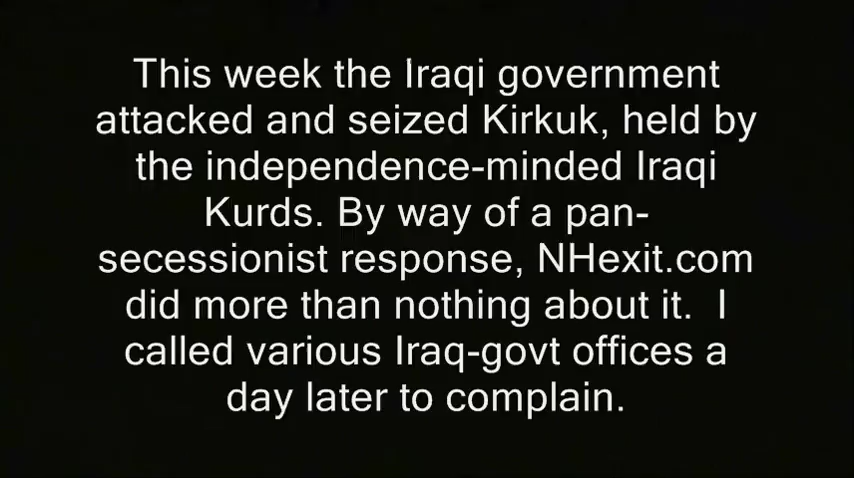 This week the Iraqi government
attacked and seized Kirkuk, held by
the independence-minded Iraqi
Kurds. By way of a pan-
secessionist response, NHexit.com
did more than nothing about it.  I
called various Iraq-govt offices a
day later to complain.